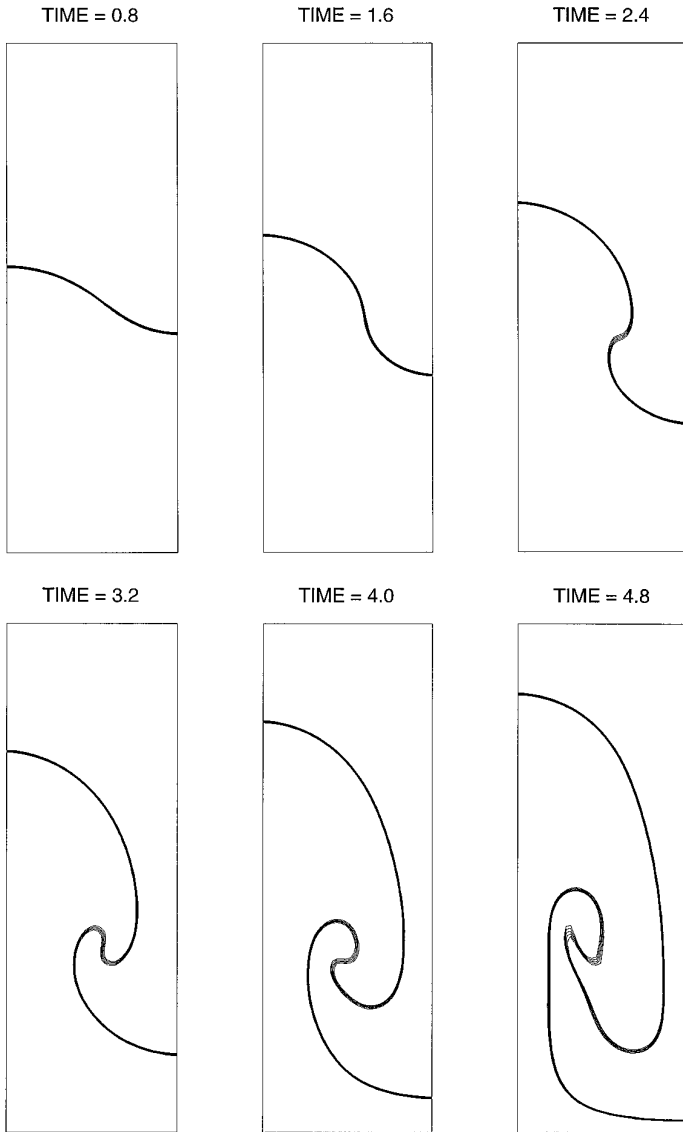 TIME = 0.8
TIME = 1.6
TIME = 2.4
TIME = 3.2
TIME = 4.0
TIME = 4.8